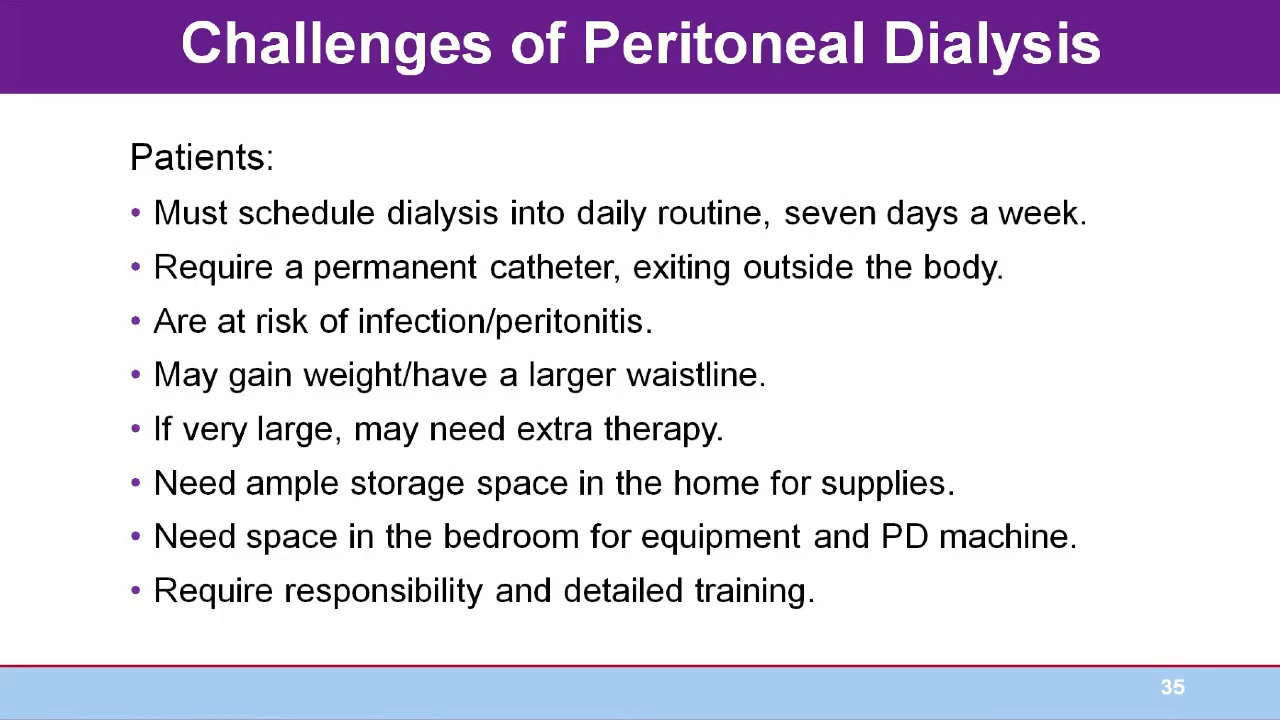 Challenges of Peritoneal Dialysis
Patients:
• Must schedule dialysis into daily routine, seven days a week.
• Require a permanent catheter, exiting outside the body.
• Are at risk of infection/peritonitis.
• May gain weight/have a larger waistline.
• If very large, may need extra therapy.
• Need ample storage space in the home for supplies.
• Need space in the bedroom for equipment and PD machine.
• Require responsibility and detailed training.
35